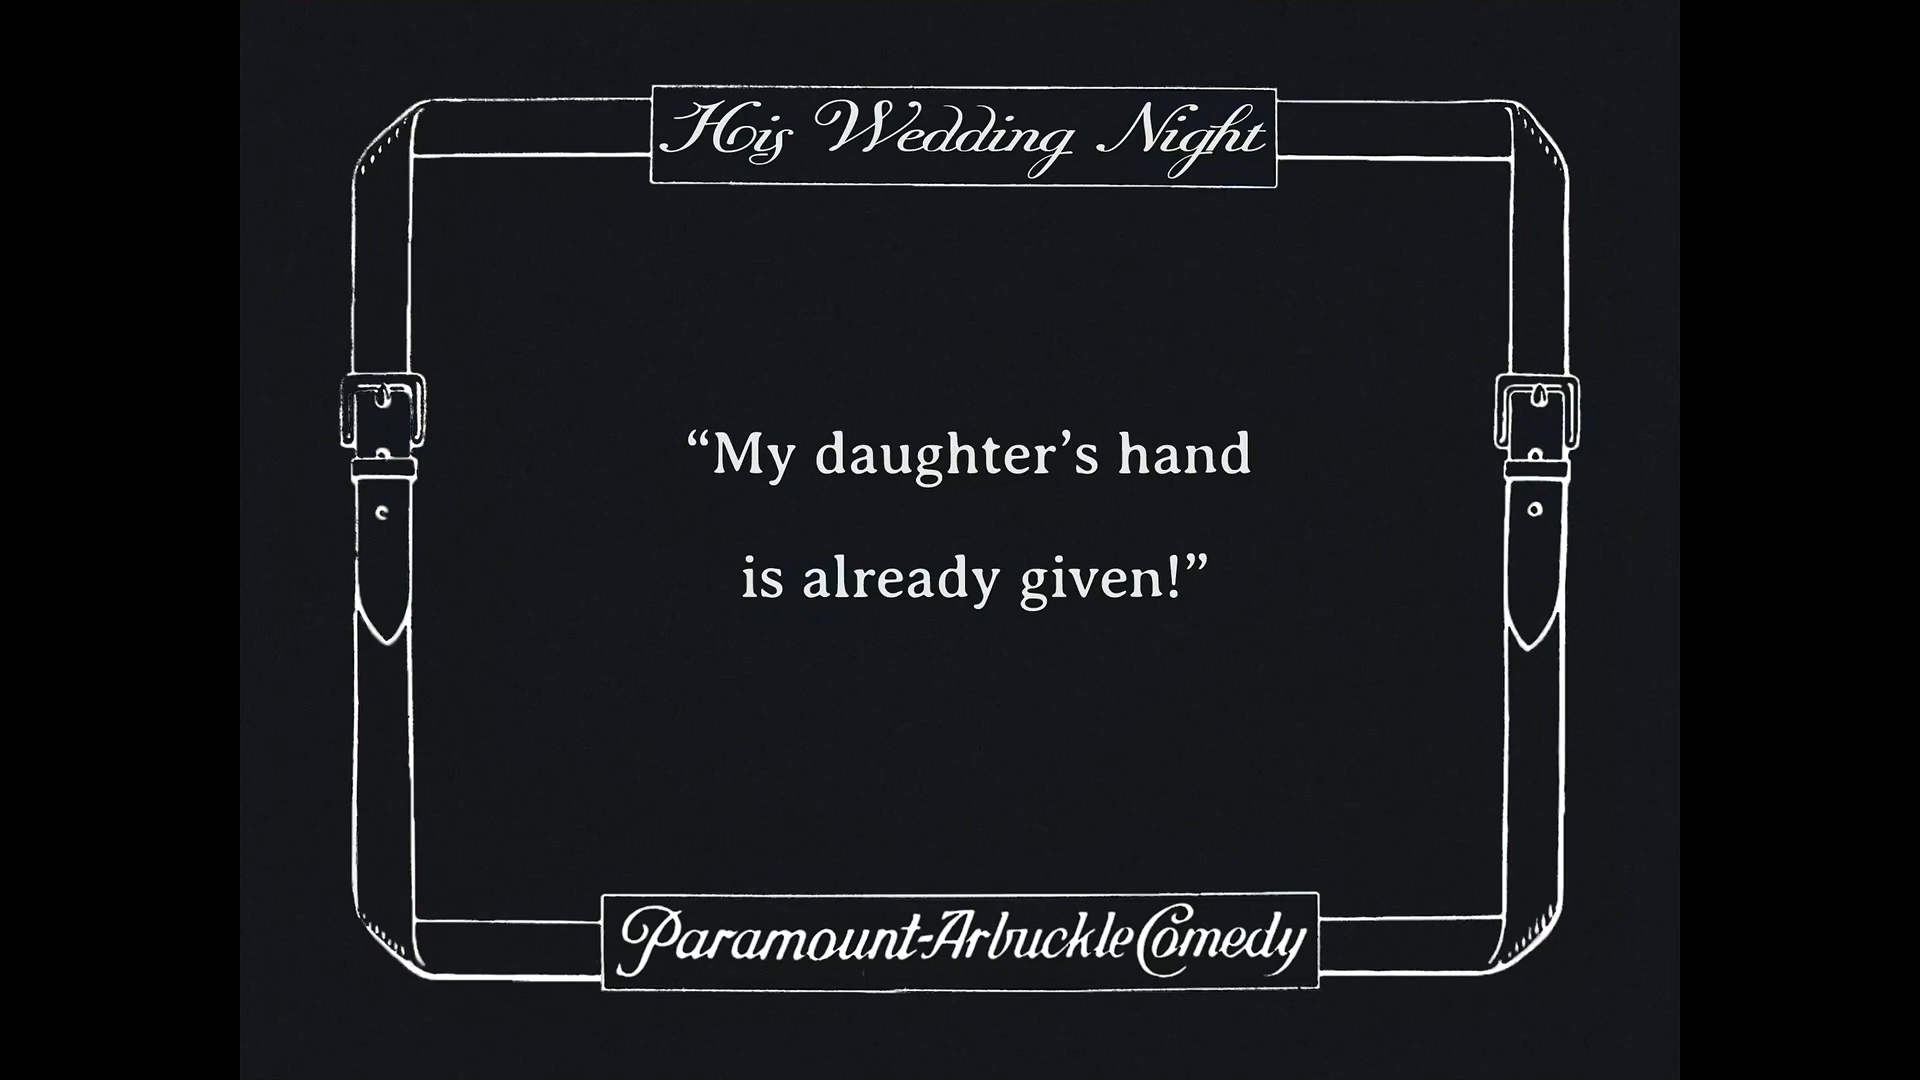 His Wedding Night
“My daughter’s hand
is already given!”
Paramount-Arbuckle Comedy